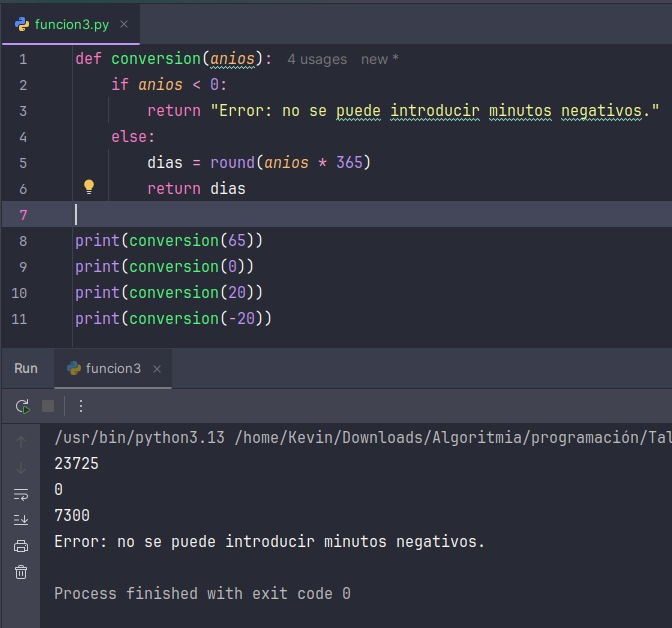 funcion3.py
1 def conversion(anios): 4 usages new *
2 if anios < 0:
3 return "Error: no se puede introducir minutos negativos."
4 else:
5 dias = round(anios * 365)
6 return dias
7
8 print(conversion(65))
9 print(conversion(0))
10 print(conversion(20))
11 print(conversion(-20))
Run funcion3
/usr/bin/python3.13 /home/Kevin/Downloads/Algoritmia/programación/Tal
23725
0
7300
Error: no se puede introducir minutos negativos.
Process finished with exit code 0